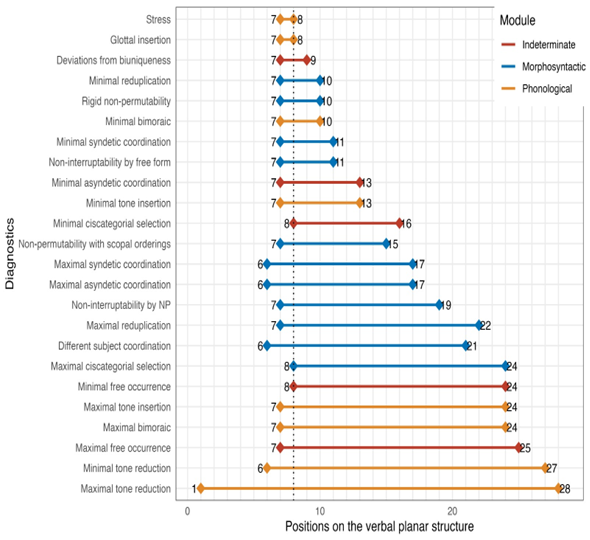 Module
Indeterminate
Morphosyntactic
Phonological
Diagnostics
Stress 7 8
Glottal insertion 7 8
Deviations from biuniqueness 7 9
Minimal reduplication 7 10
Rigid non-permutability 7 10
Minimal bimoraic 7 10
Minimal syndetic coordination 7 11
Non-interruptability by free form 7 11
Minimal asyndetic coordination 7 13
Minimal tone insertion 7 13
Minimal ciscategorial selection 8 16
Non-permutability with scopal orderings 7 15
Maximal syndetic coordination 6 17
Maximal asyndetic coordination 6 17
Non-interruptability by NP 7 19
Maximal reduplication 7 22
Different subject coordination 6 21
Maximal ciscategorial selection 8 24
Minimal free occurrence 8 24
Maximal tone insertion 7 24
Maximal bimoraic 7 24
Maximal free occurrence 7 25
Minimal tone reduction 6 27
Maximal tone reduction 1 28
0 10 20
Positions on the verbal planar structure